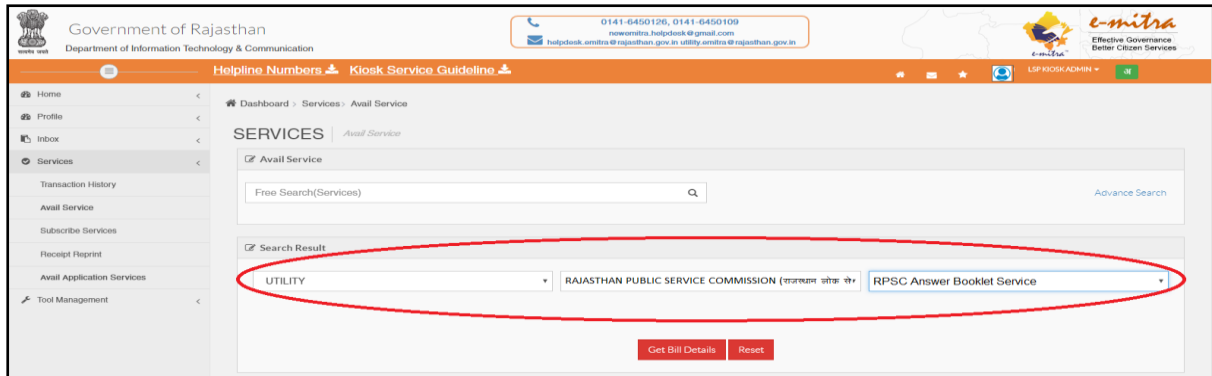 Government of Rajasthan
Department of Information Technology & Communication
0141-6450126, 0141-6450109
newemitra.helpdesk@gmail.com
helpdesk.emitra@rajasthan.gov.in utility.emitra@rajasthan.gov.in
e-mitra
e-mitra
Effective Governance
Better Citizen Services
Helpline Numbers Kiosk Service Guideline
LSP KIOSK ADMIN
अ
Home
Profile
Inbox
Services
Transaction History
Avail Service
Subscribe Services
Receipt Reprint
Avail Application Services
Tool Management
Dashboard > Services > Avail Service
SERVICES Avail Service
Avail Service
Free Search(Services)
Advance Search
Search Result
UTILITY RAJASTHAN PUBLIC SERVICE COMMISSION (राजस्थान लोक RPSC Answer Booklet Service
Get Bill Details Reset